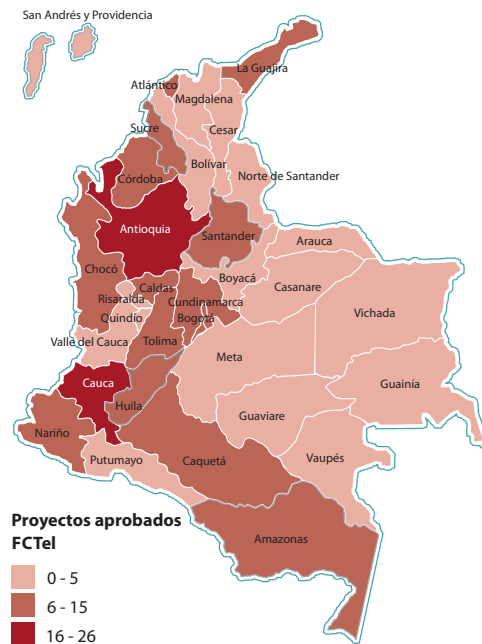 San Andrés y Providencia
La Guajira
Atlántico
Magdalena
Cesar
Sucre
Bolívar
Córdoba
Norte de Santander
Antioquia
Santander
Arauca
Chocó
Boyacá
Casanare
Caldas
Risaralda
Cundinamarca
Vichada
Quindío
Bogotá
Valle del Cauca
Tolima
Meta
Cauca
Guainía
Huila
Guaviare
Nariño
Caquetá
Vaupés
Putumayo
Amazonas
Proyectos aprobados
FCTel
0 - 5
6 - 15
16 - 26